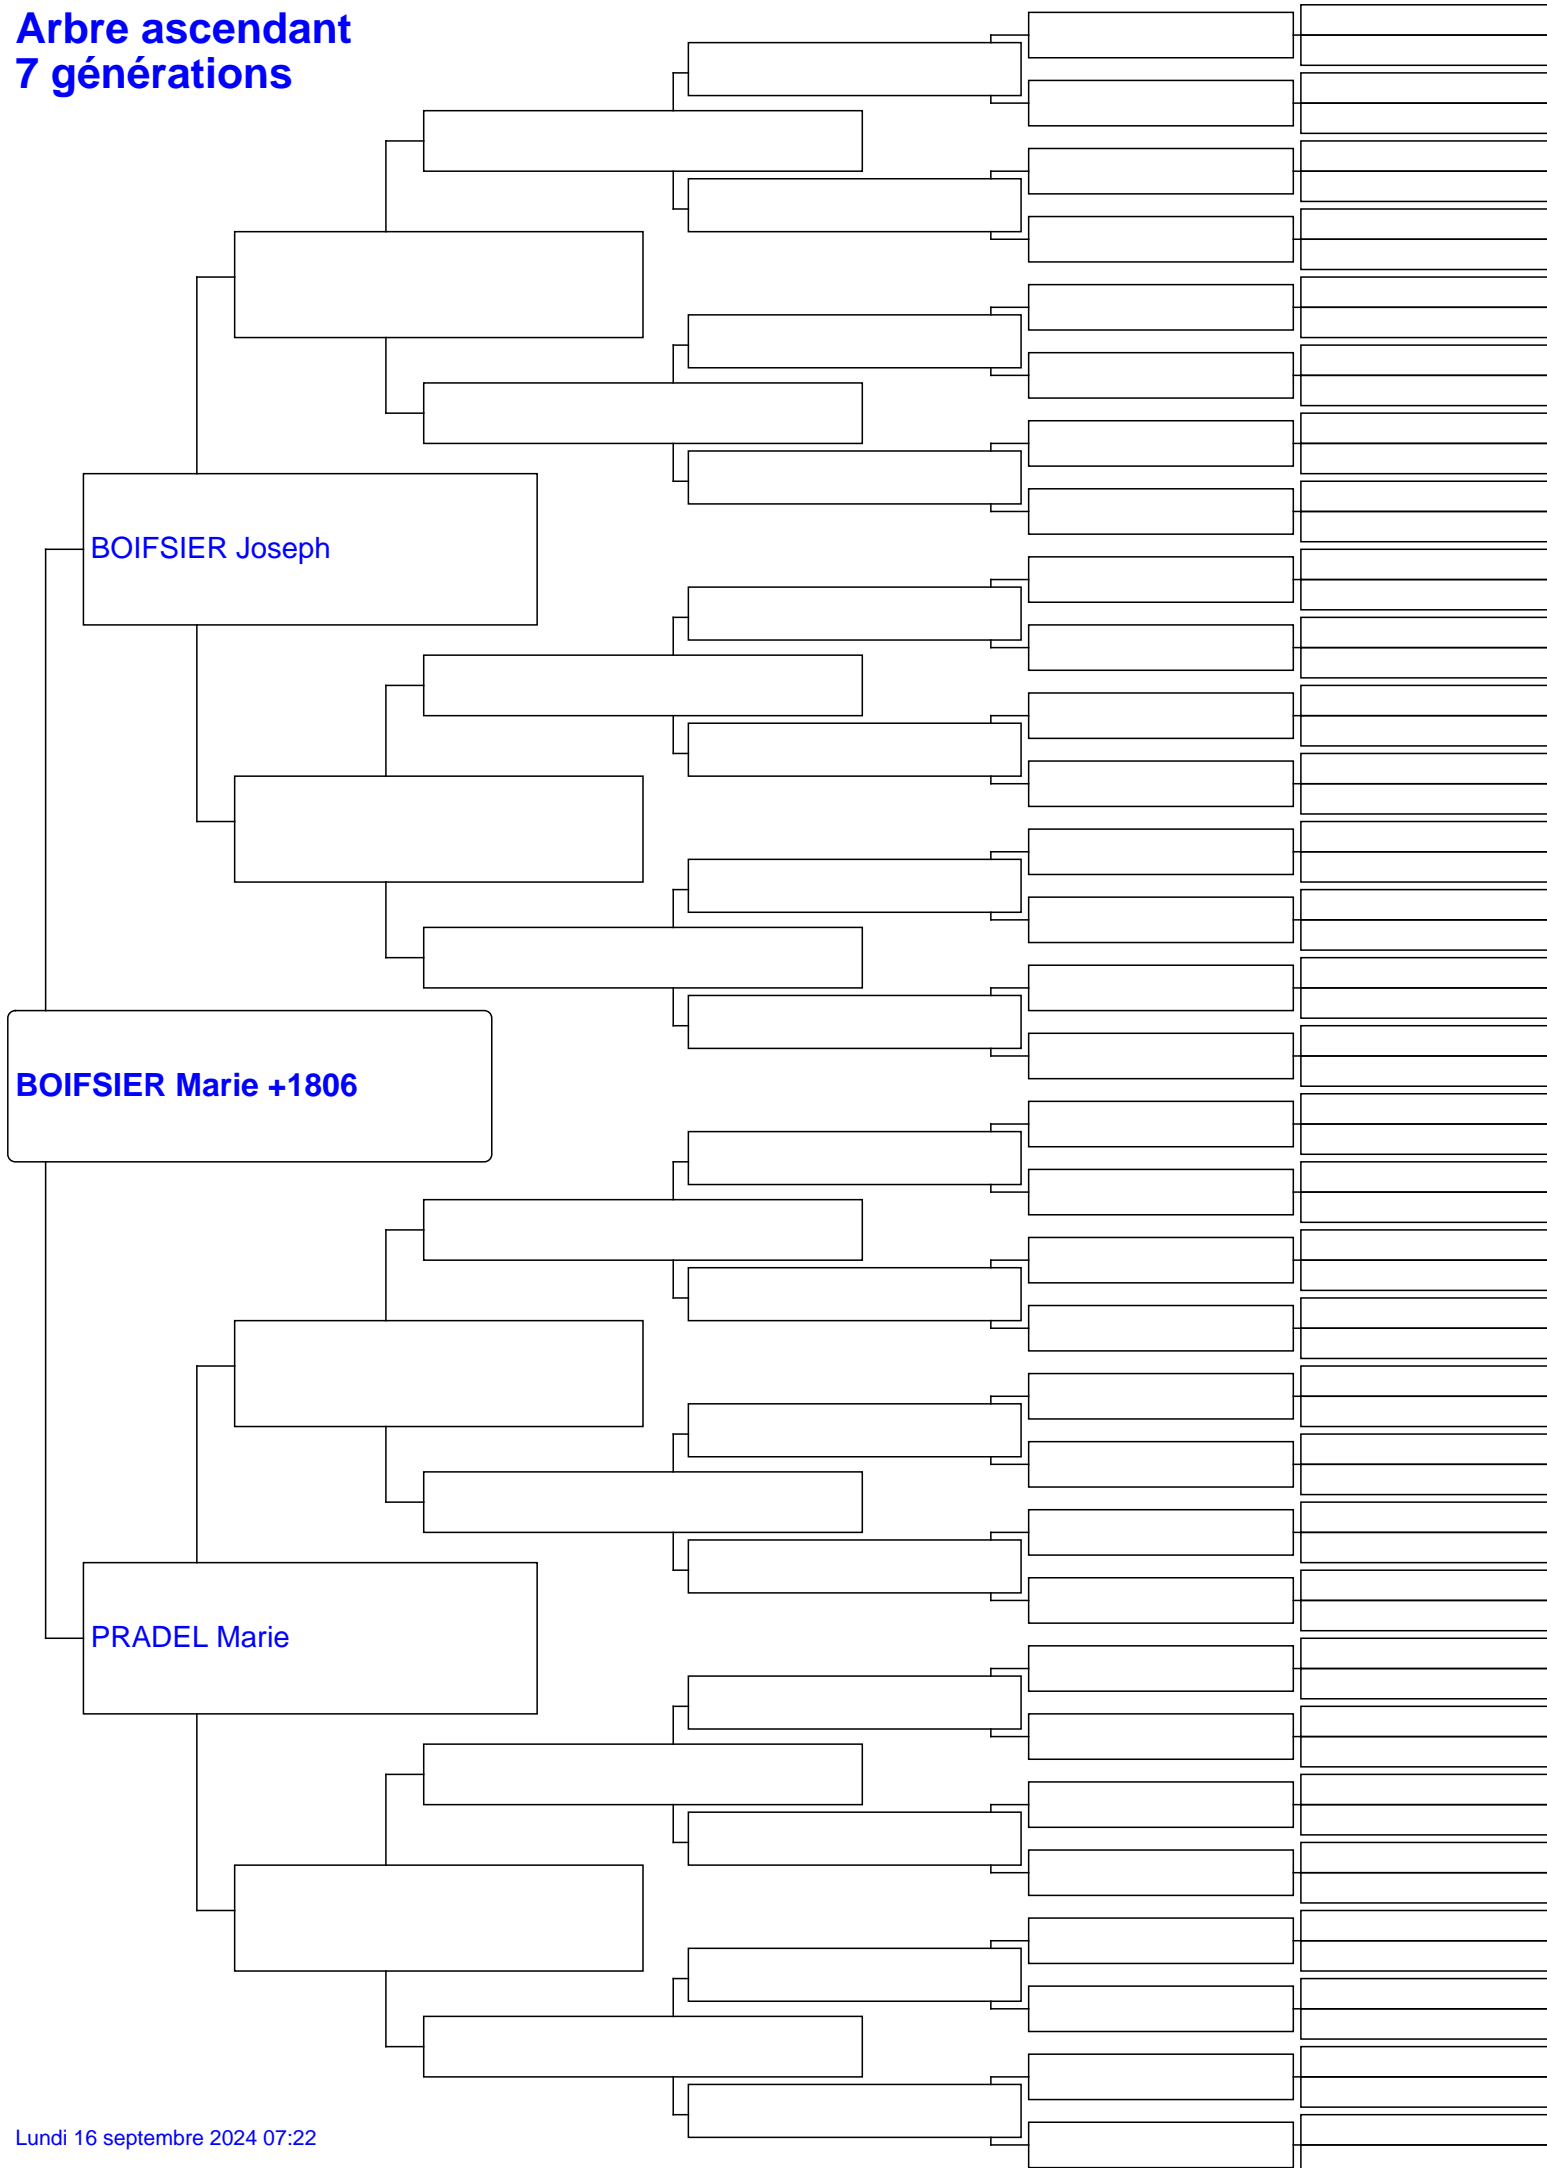 Arbre ascendant
7 générations
BOIFSIER Joseph
BOIFSIER Marie +1806
PRADEL Marie
Lundi 16 septembre 2024 07:22